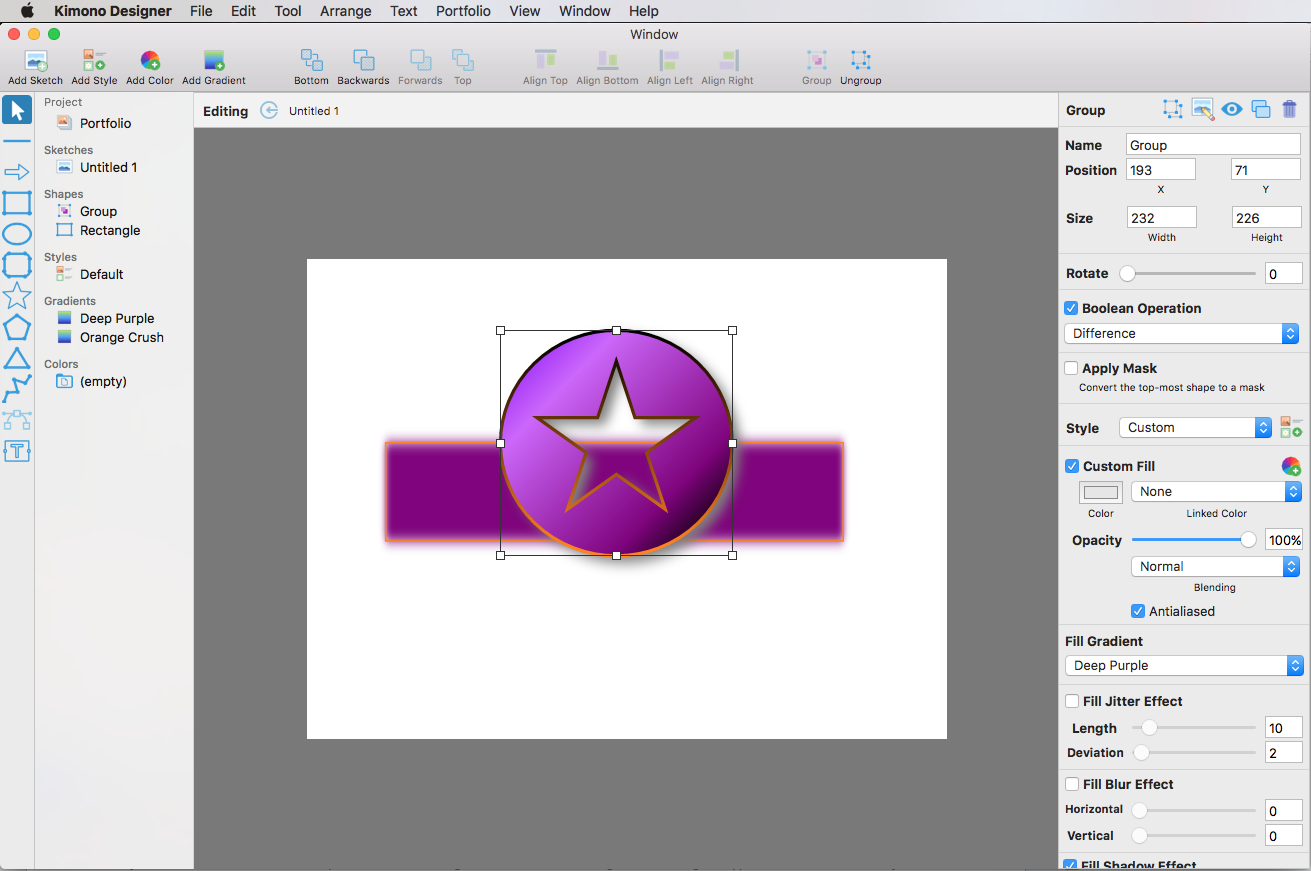 Kimono Designer File Edit Tool Arrange Text Portfolio View Window Help
Window
Add Sketch Add Style Add Color Add Gradient Bottom Backwards Forwards Top Align Top Align Bottom Align Left Align Right Group Ungroup
Project
Portfolio
Sketches
Untitled 1
Shapes
Group
Rectangle
Styles
Default
Gradients
Deep Purple
Orange Crush
Colors
(empty)
Editing Untitled 1
Group
Name Group
Position 193 71
X Y
Size 232 226
Width Height
Rotate 0
Boolean Operation
Difference
Apply Mask
Convert the top-most shape to a mask
Style Custom
Custom Fill
None
Color Linked Color
Opacity 100%
Normal
Blending
Antialiased
Fill Gradient
Deep Purple
Fill Jitter Effect
Length 10
Deviation 2
Fill Blur Effect
Horizontal 0
Vertical 0
Fill Shadow Effect